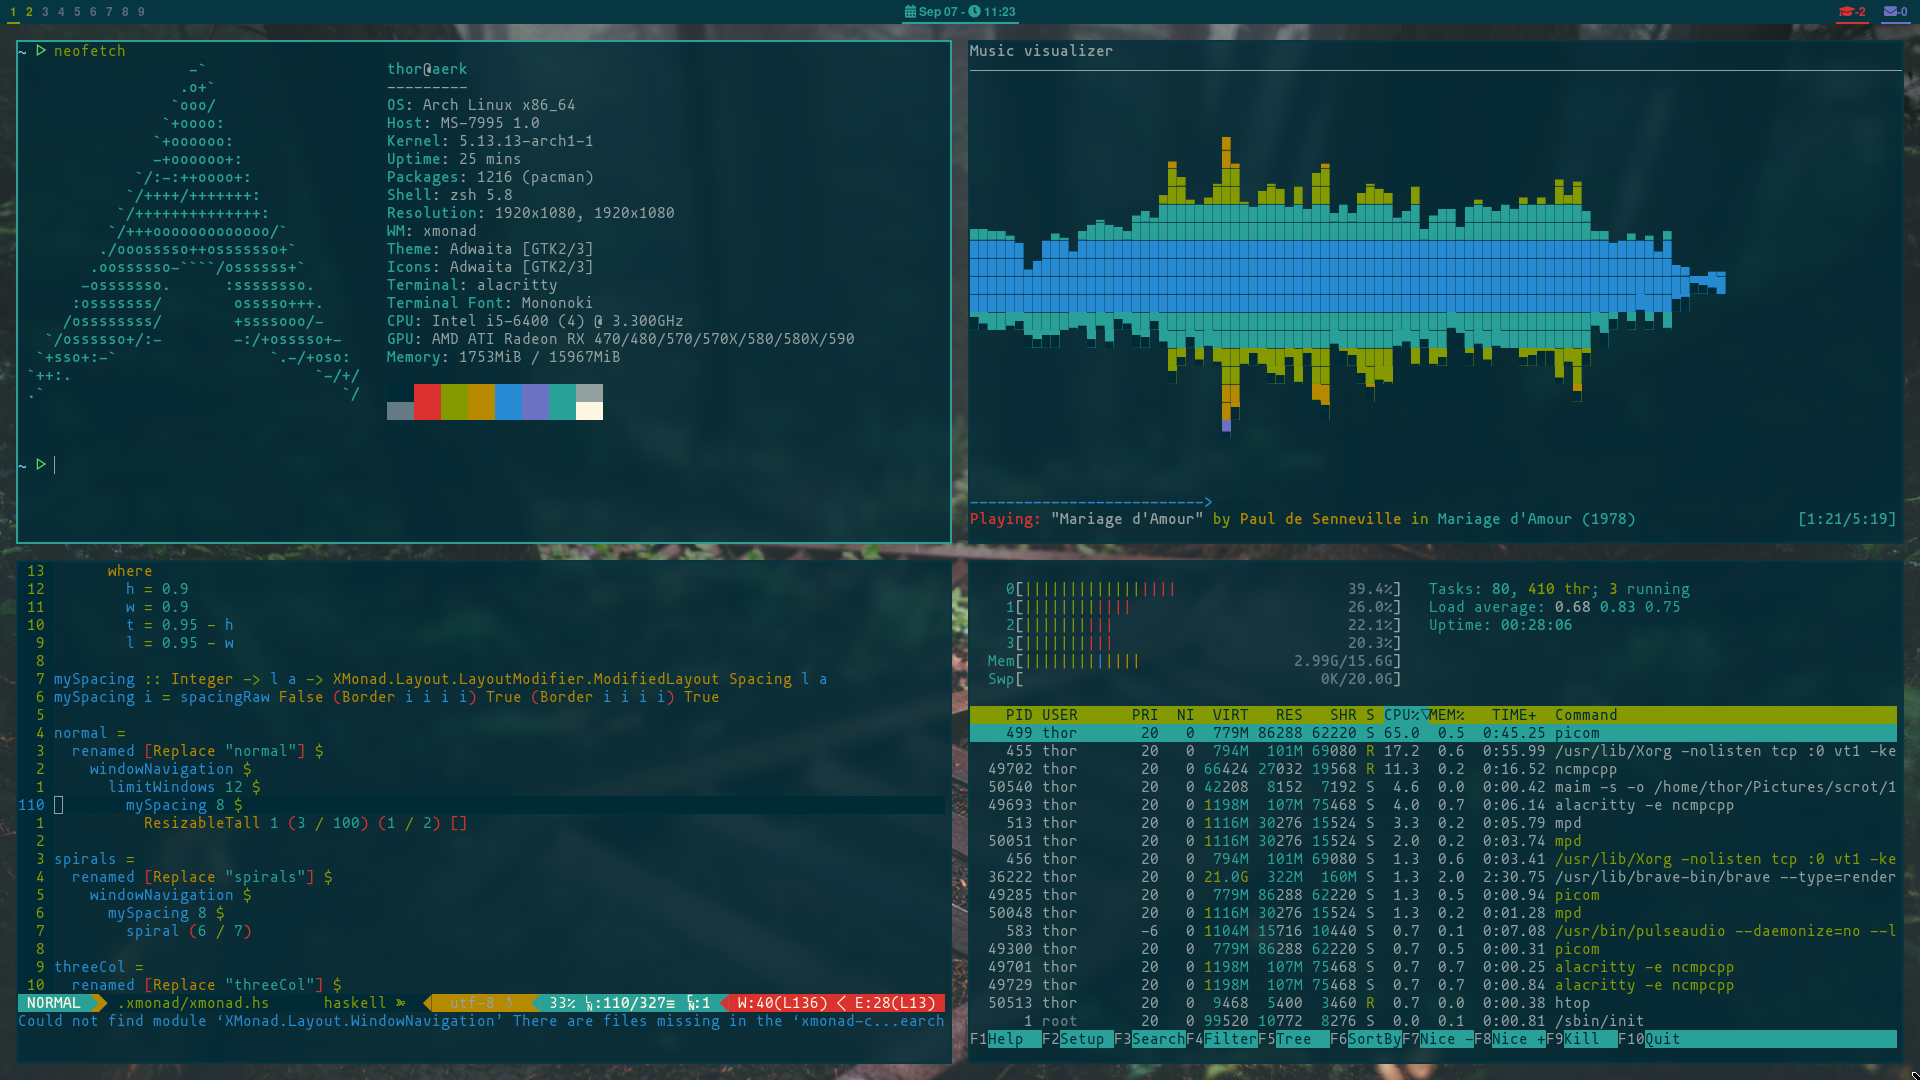 1 2 3 4 5 6 7 8 9
Sep 07 - 11:23
-2 -0
~ ▷ neofetch
-`
.o+`
`ooo/
`+oooo:
`+oooooo:
-+oooooo+:
`/:-:++oooo+:
`/++++/+++++++:
`/++++++++++++++:
`/+++ooooooooooooo/`
./ooosssso++osssssso+`
.oossssso-````/ossssss+`
-osssssso.      :ssssssso.
:osssssss/        osssso+++.
/ossssssss/        +ssssooo/-
`/ossssso+/:-        -:/+osssso+-
`+sso+:-`                 `.-/+oso:
`++:.                           `-/+/
.`                                 `/
thor@aerk
---------
OS: Arch Linux x86_64
Host: MS-7995 1.0
Kernel: 5.13.13-arch1-1
Uptime: 25 mins
Packages: 1216 (pacman)
Shell: zsh 5.8
Resolution: 1920x1080, 1920x1080
WM: xmonad
Theme: Adwaita [GTK2/3]
Icons: Adwaita [GTK2/3]
Terminal: alacritty
Terminal Font: Mononoki
CPU: Intel i5-6400 (4) @ 3.300GHz
GPU: AMD ATI Radeon RX 470/480/570/570X/580/580X/590
Memory: 1753MiB / 15967MiB
~ ▷
Music visualizer
-------------------------->
Playing: "Mariage d'Amour" by Paul de Senneville in Mariage d'Amour (1978) [1:21/5:19]
13 where
12 h = 0.9
11 w = 0.9
10 t = 0.95 - h
9 l = 0.95 - w
8
7 mySpacing :: Integer -> l a -> XMonad.Layout.LayoutModifier.ModifiedLayout Spacing l a
6 mySpacing i = spacingRaw False (Border i i i i) True (Border i i i i) True
5
4 normal =
3 renamed [Replace "normal"] $
2 windowNavigation $
1 limitWindows 12 $
110 mySpacing 8 $
1 ResizableTall 1 (3 / 100) (1 / 2) []
2
3 spirals =
4 renamed [Replace "spirals"] $
5 windowNavigation $
6 mySpacing 8 $
7 spiral (6 / 7)
8
9 threeCol =
10 renamed [Replace "threeCol"] $
NORMAL .xmonad/xmonad.hs haskell utf-8 33% :110/327≡ :1 W:40(L136) < E:28(L13)
Could not find module ‘XMonad.Layout.WindowNavigation’ There are files missing in the ‘xmonad-c...earch
0[|||||||||||||||||39.4%]
1[||||||||||||26.0%]
2[||||||||||22.1%]
3[||||||||||20.3%]
Mem[|||||||||||||2.99G/15.6G]
Swp[0K/20.0G]
Tasks: 80, 410 thr; 3 running
Load average: 0.68 0.83 0.75
Uptime: 00:28:06
PID USER PRI NI VIRT RES SHR S CPU%▽MEM% TIME+ Command
499 thor 20 0 779M 86288 62220 S 65.0 0.5 0:45.25 picom
455 thor 20 0 794M 101M 69080 R 17.2 0.6 0:55.99 /usr/lib/Xorg -nolisten tcp :0 vt1 -ke
49702 thor 20 0 66424 27032 19568 R 11.3 0.2 0:16.52 ncmpcpp
50540 thor 20 0 42208 8152 7192 S 4.6 0.0 0:00.42 maim -s -o /home/thor/Pictures/scrot/1
49693 thor 20 0 1198M 107M 75468 S 4.0 0.7 0:06.14 alacritty -e ncmpcpp
513 thor 20 0 1116M 30276 15524 S 3.3 0.2 0:05.79 mpd
50051 thor 20 0 1116M 30276 15524 S 2.0 0.2 0:03.74 mpd
456 thor 20 0 794M 101M 69080 S 1.3 0.6 0:03.41 /usr/lib/Xorg -nolisten tcp :0 vt1 -ke
36222 thor 20 0 21.0G 322M 160M S 1.3 2.0 2:30.75 /usr/lib/brave-bin/brave --type=render
49285 thor 20 0 779M 86288 62220 S 1.3 0.5 0:00.94 picom
50048 thor 20 0 1116M 30276 15524 S 1.3 0.2 0:01.28 mpd
583 thor -6 0 1104M 15716 10440 S 0.7 0.1 0:07.08 /usr/bin/pulseaudio --daemonize=no --l
49300 thor 20 0 779M 86288 62220 S 0.7 0.5 0:00.31 picom
49701 thor 20 0 1198M 107M 75468 S 0.7 0.7 0:00.25 alacritty -e ncmpcpp
49729 thor 20 0 1198M 107M 75468 S 0.7 0.7 0:00.84 alacritty -e ncmpcpp
50513 thor 20 0 9468 5400 3460 R 0.7 0.0 0:00.38 htop
1 root 20 0 99520 10772 8276 S 0.0 0.1 0:00.81 /sbin/init
F1Help F2Setup F3SearchF4FilterF5Tree F6SortByF7Nice -F8Nice +F9Kill F10Quit